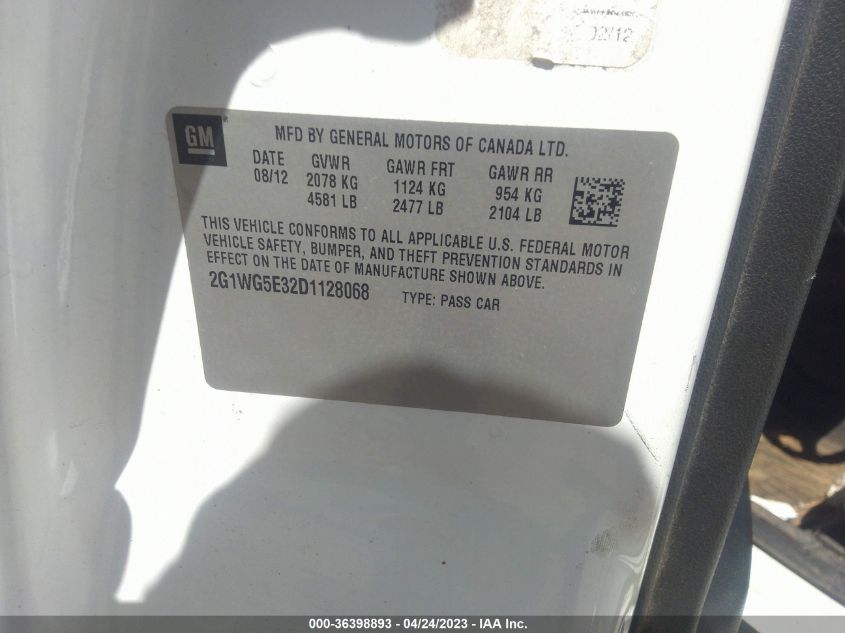 02/12
GM
MFD BY GENERAL MOTORS OF CANADA LTD.
DATE GVWR GAWR FRT GAWR RR
08/12 2078 KG 1124 KG 954 KG
4581 LB 2477 LB 2104 LB
THIS VEHICLE CONFORMS TO ALL APPLICABLE U.S. FEDERAL MOTOR
VEHICLE SAFETY, BUMPER, AND THEFT PREVENTION STANDARDS IN
EFFECT ON THE DATE OF MANUFACTURE SHOWN ABOVE.
2G1WG5E32D1128068 TYPE: PASS CAR
000-36398893 / 04/24/2023 - IAA Inc.